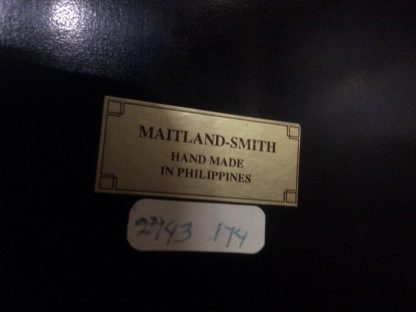 MAITLAND-SMITH
HAND MADE
IN PHILIPPINES
2743 .174